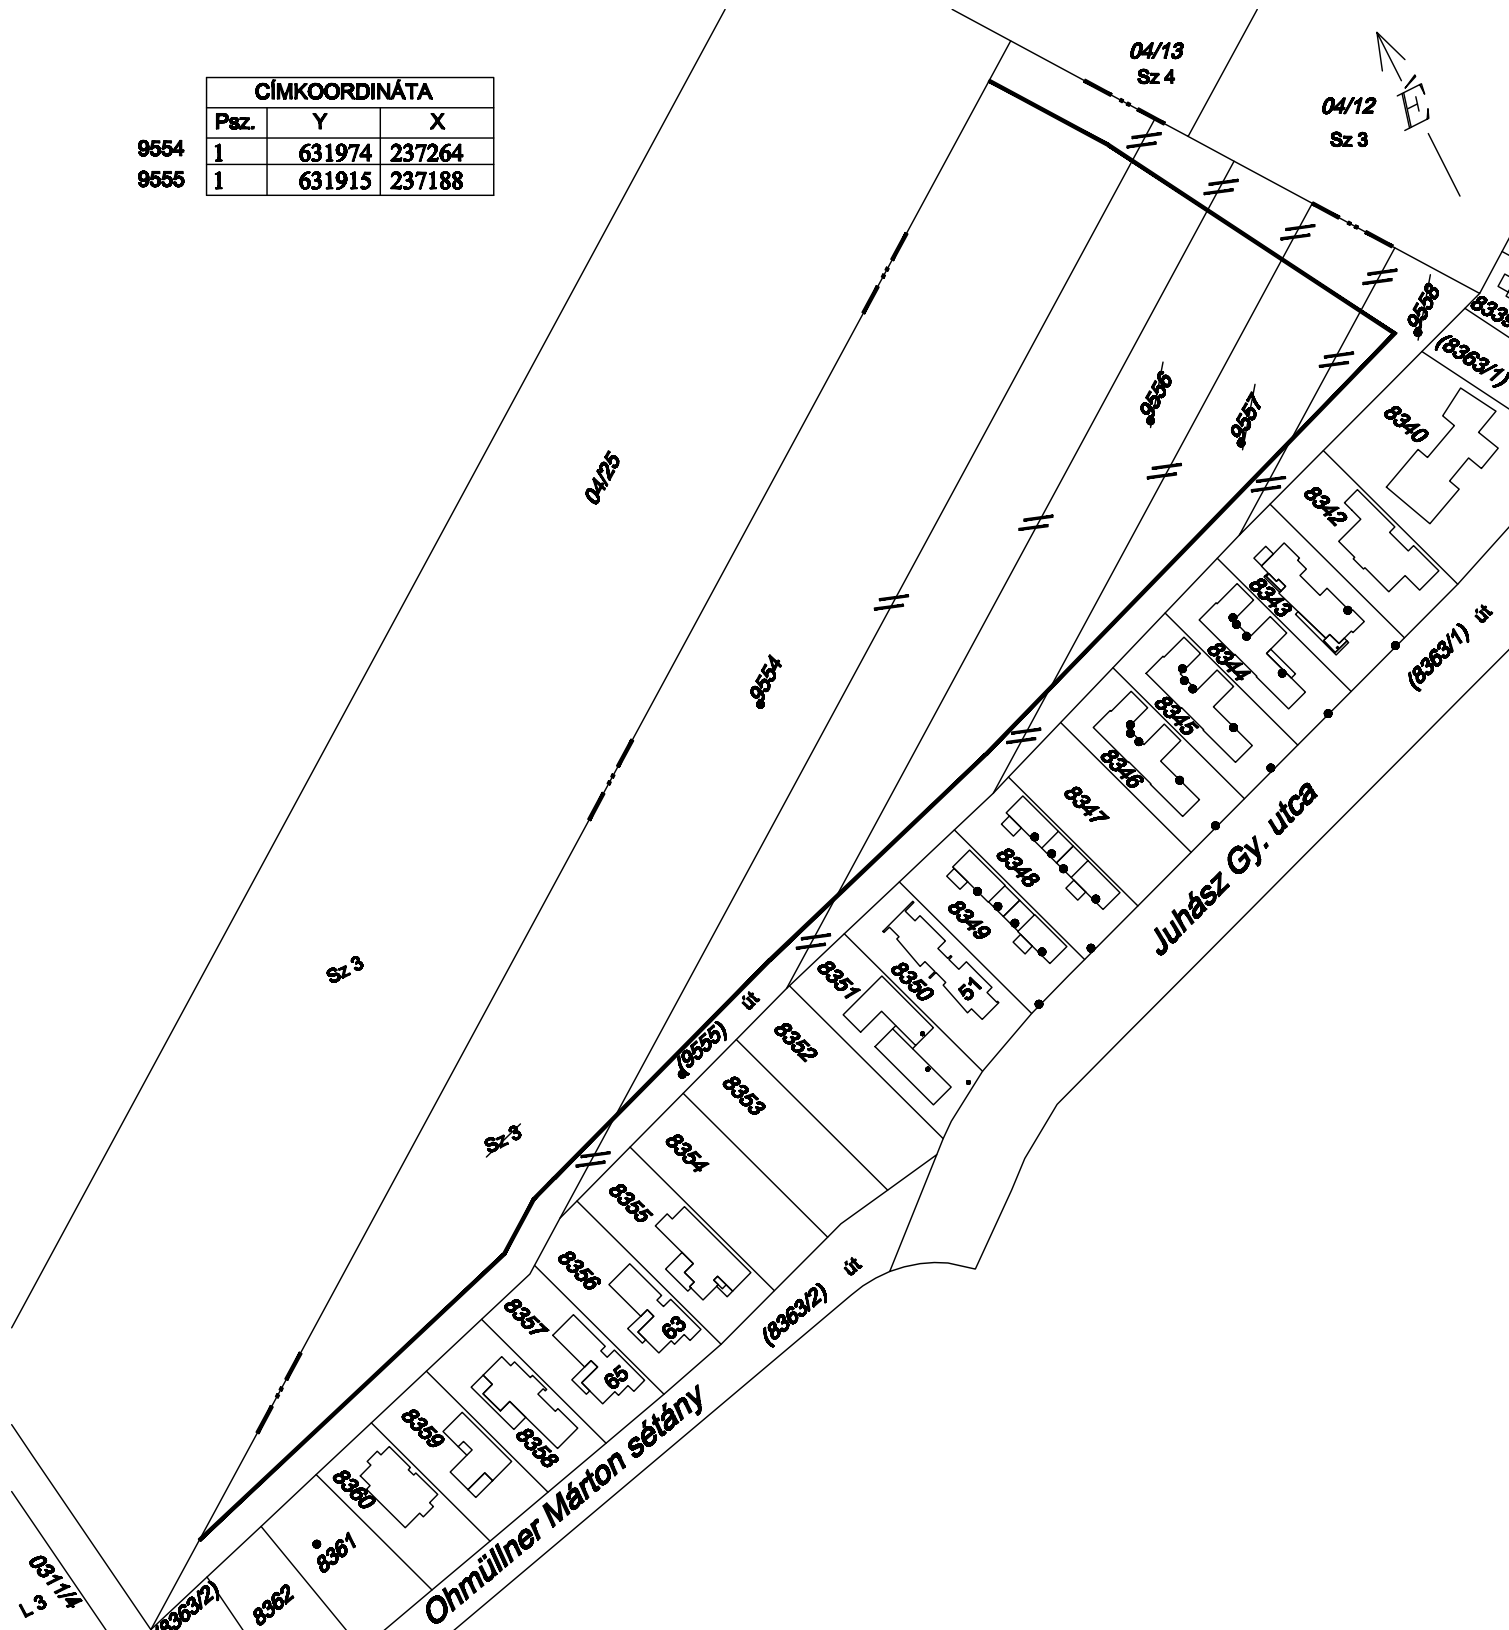 CÍMKOORDINÁTA
Psz. Y X
9554 1 631974 237264
9555 1 631915 237188
04/13
Sz 4
04/12
Sz 3
É
9558
(8363/1)
8340
9556
9557
04/25
8342
8343
8344
8345
8346
(8363/1) út
9554
8347
Juhász Gy. utca
8348
8349
8350
51
8351
Sz 3
(9555) út
8352
8353
Sz 3
8354
8355
8356
63
(8363/2) út
8357
65
8358
8359
8360
Ohmüllner Márton sétány
8361
8362
(8363/2)
0311/4
L 3